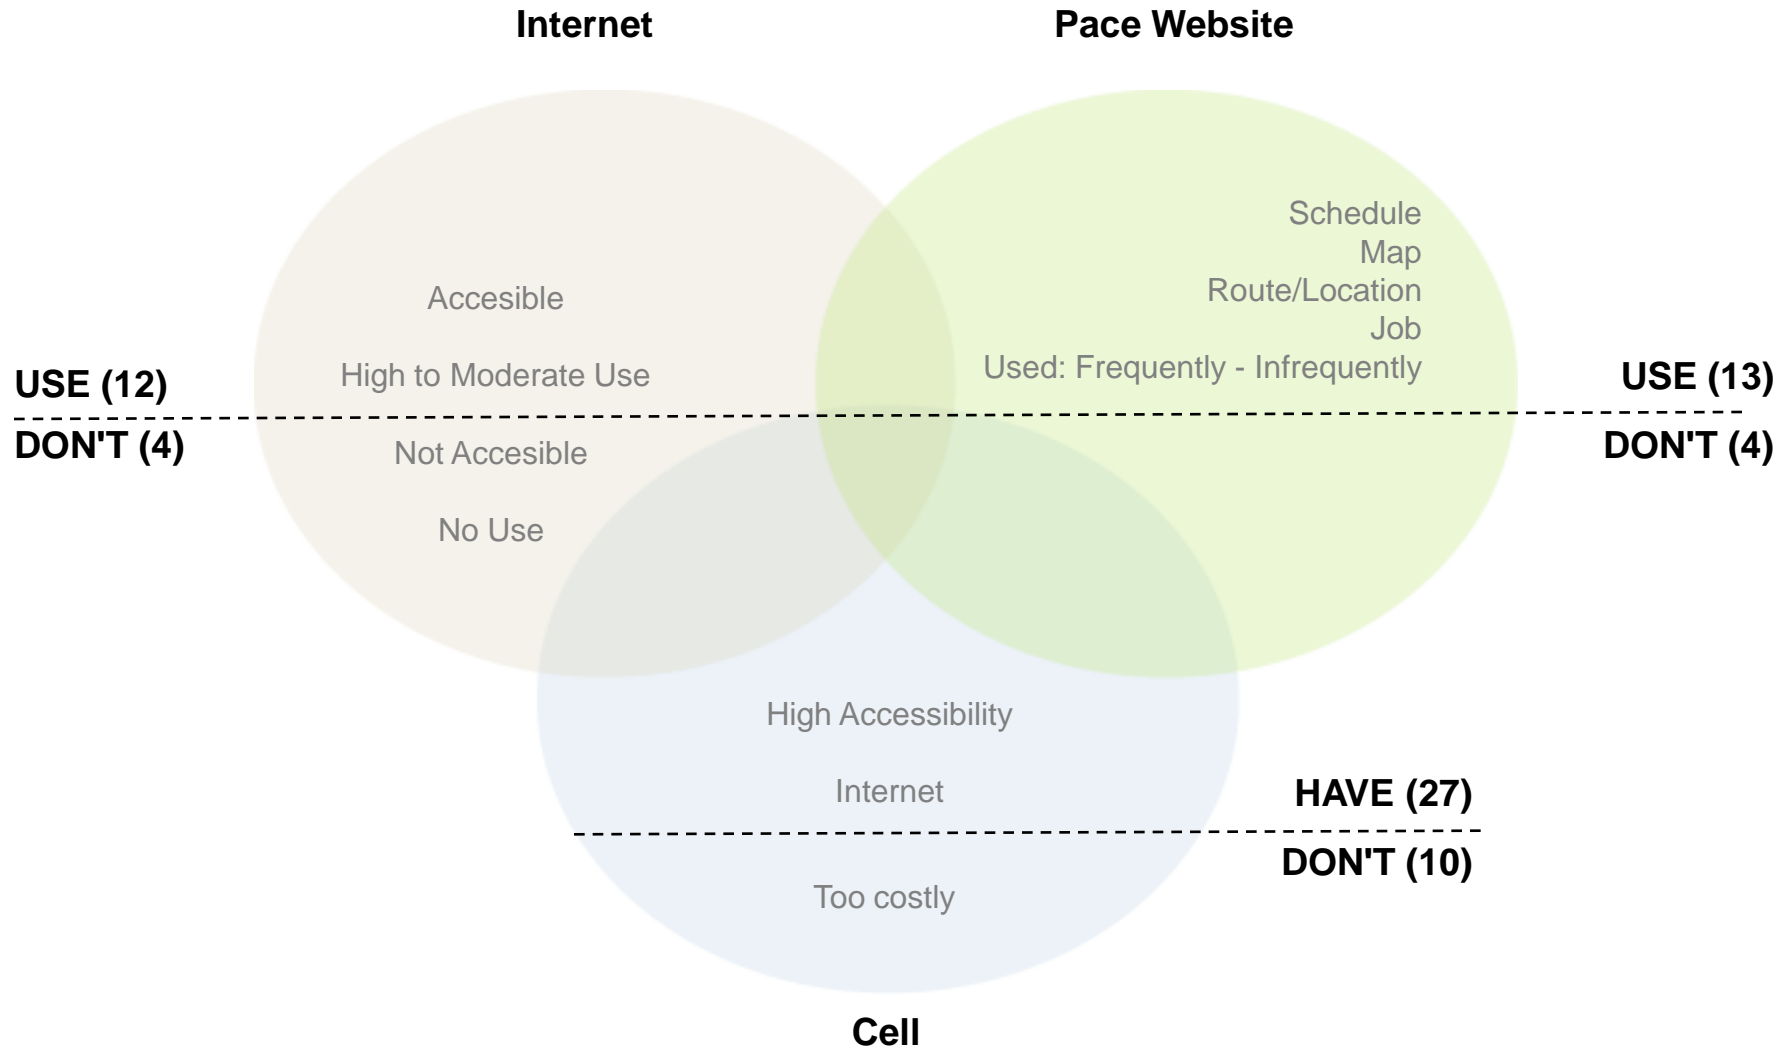 Internet
Pace Website
Schedule
Map
Route/Location
Job
Used: Frequently - Infrequently
Accesible
High to Moderate Use
USE (12)
USE (13)
DON'T (4)
DON'T (4)
Not Accesible
No Use
High Accessibility
Internet
HAVE (27)
DON'T (10)
Too costly
Cell